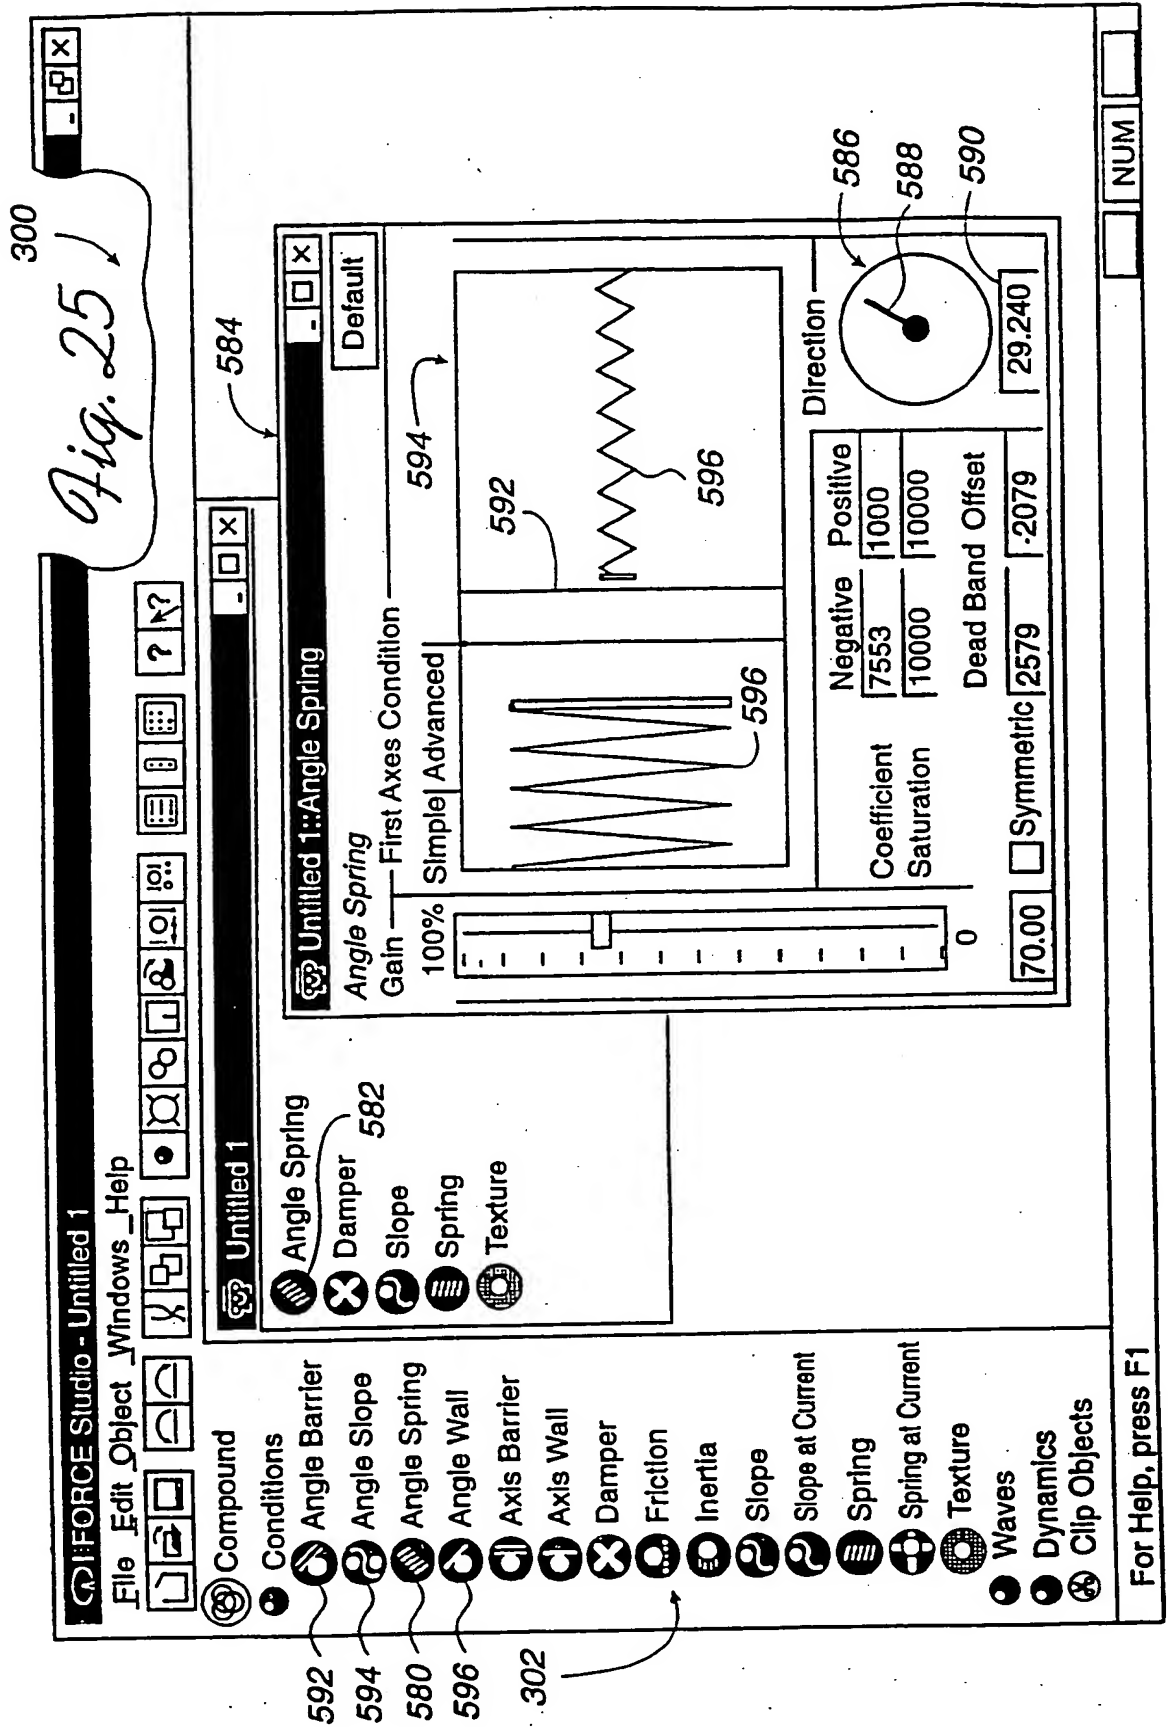 Fig. 25
300
I-FORCE Studio - Untitled 1
File Edit Object Windows Help
? ?
Compound
Conditions
Angle Barrier
Angle Slope
Angle Spring
Angle Wall
Axis Barrier
Axis Wall
Damper
Friction
Inertia
Slope
Slope at Current
Spring
Spring at Current
Texture
Waves
Dynamics
Clip Objects
592
594
580
596
302
Untitled 1
Angle Spring
Damper
Slope
Spring
Texture
582
584
Untitled 1::Angle Spring
Angle Spring
Default
Gain
First Axes Condition
100%
Simple Advanced
0
70.00
592
594
596
596
Negative Positive
Coefficient 7553 1000
Saturation 10000 10000
Dead Band Offset
Symmetric 2579 -2079
Direction
29.240
586
588
590
For Help, press F1
NUM